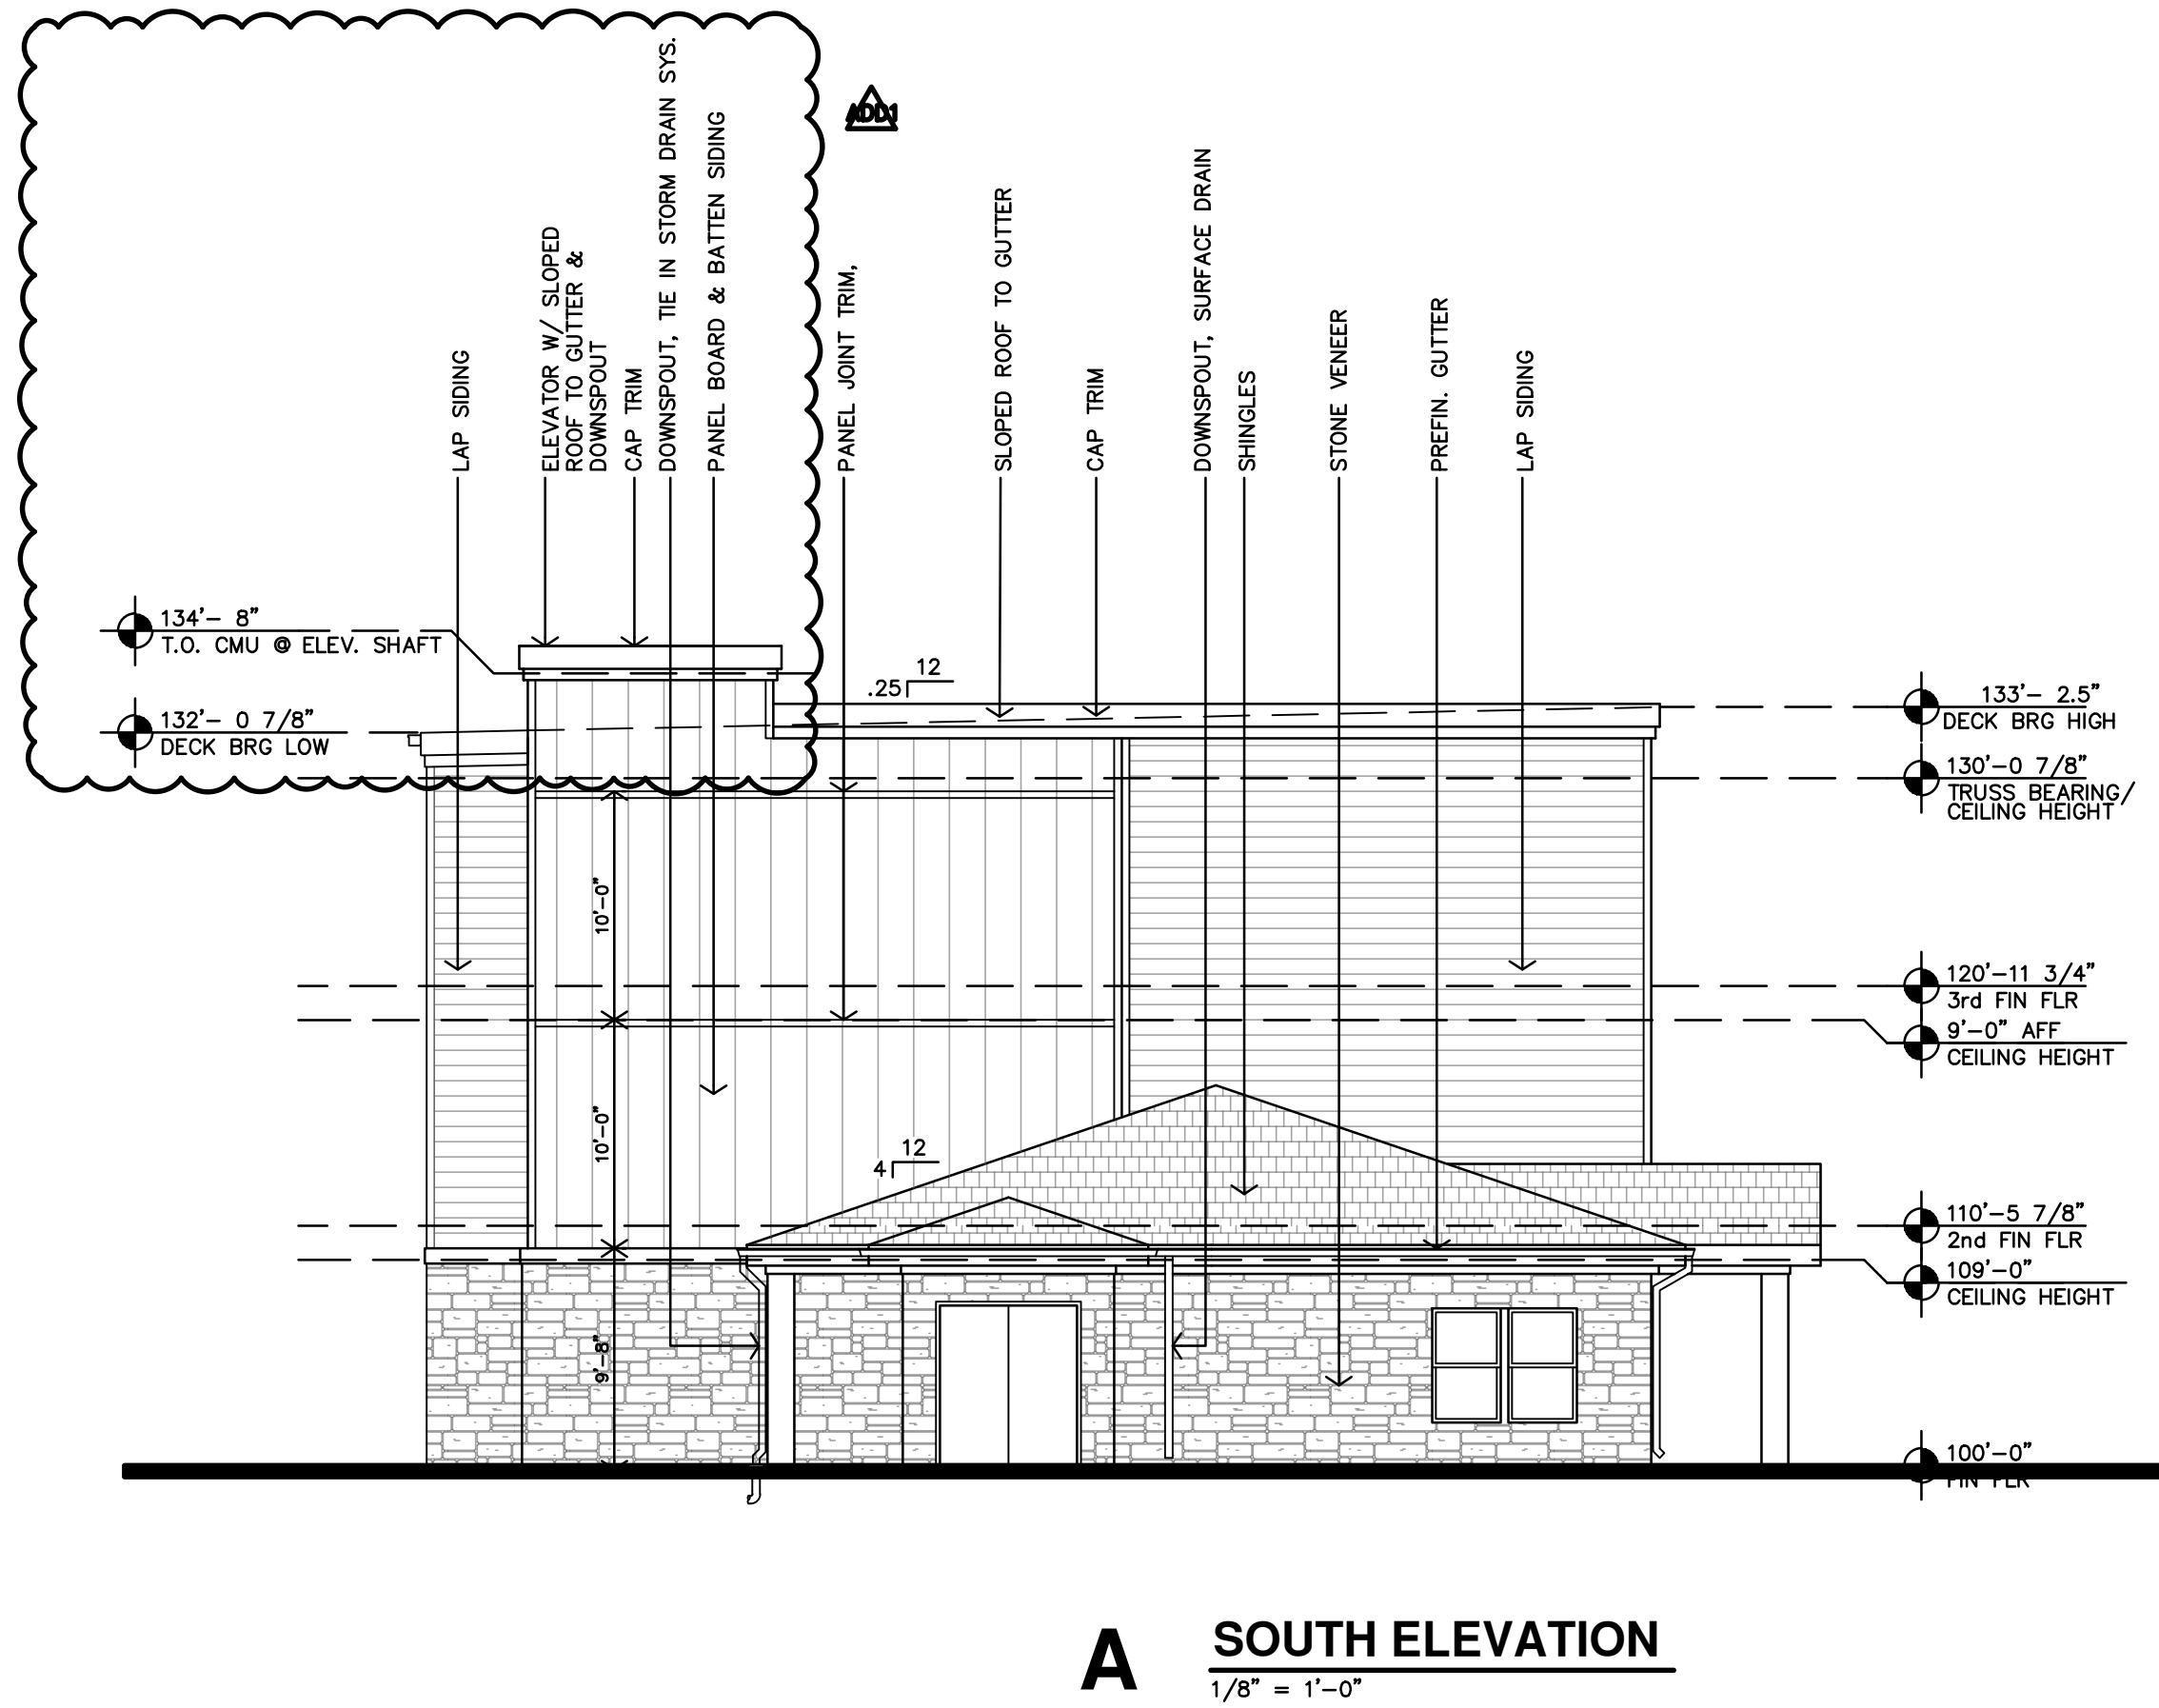 ADD1
LAP SIDING
ELEVATOR W/ SLOPED
ROOF TO GUTTER &
DOWNSPOUT
CAP TRIM
DOWNSPOUT, TIE IN STORM DRAIN SYS.
PANEL BOARD & BATTEN SIDING
PANEL JOINT TRIM,
SLOPED ROOF TO GUTTER
CAP TRIM
DOWNSPOUT, SURFACE DRAIN
SHINGLES
STONE VENEER
PREFIN. GUTTER
LAP SIDING
134'- 8"
T.O. CMU @ ELEV. SHAFT
132'- 0 7/8"
DECK BRG LOW
12
.25
133'- 2.5"
DECK BRG HIGH
130'-0 7/8"
TRUSS BEARING/
CEILING HEIGHT
10'-0"
120'-11 3/4"
3rd FIN FLR
9'-0" AFF
CEILING HEIGHT
10'-0"
12
4
110'-5 7/8"
2nd FIN FLR
109'-0"
CEILING HEIGHT
9'-8"
100'-0"
FIN FLR
A
SOUTH ELEVATION
1/8" = 1'-0"